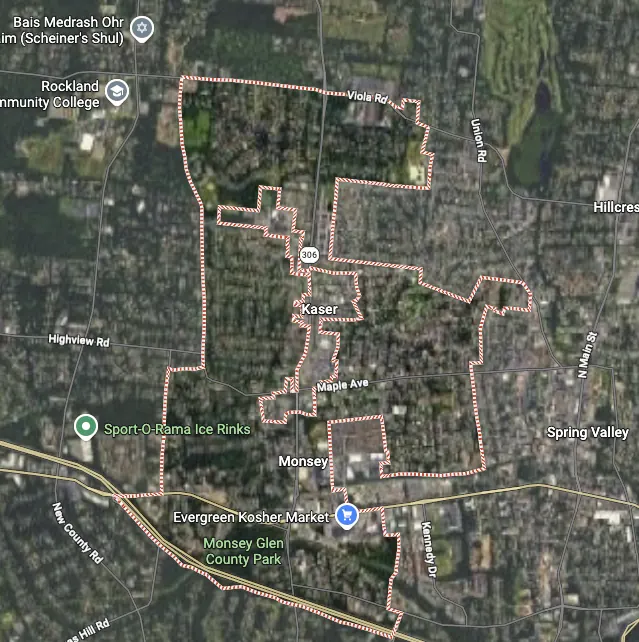 Bais Medrash Ohr
im (Scheiner's Shul)
Rockland
mmunity College
Viola Rd
Union Rd
Hillcres
306
Kaser
Highview Rd
N Main St
Maple Ave
Sport-O-Rama Ice Rinks
Spring Valley
Monsey
Evergreen Kosher Market
New County Rd
Monsey Glen
County Park
Kennedy Dr
as Hill Rd